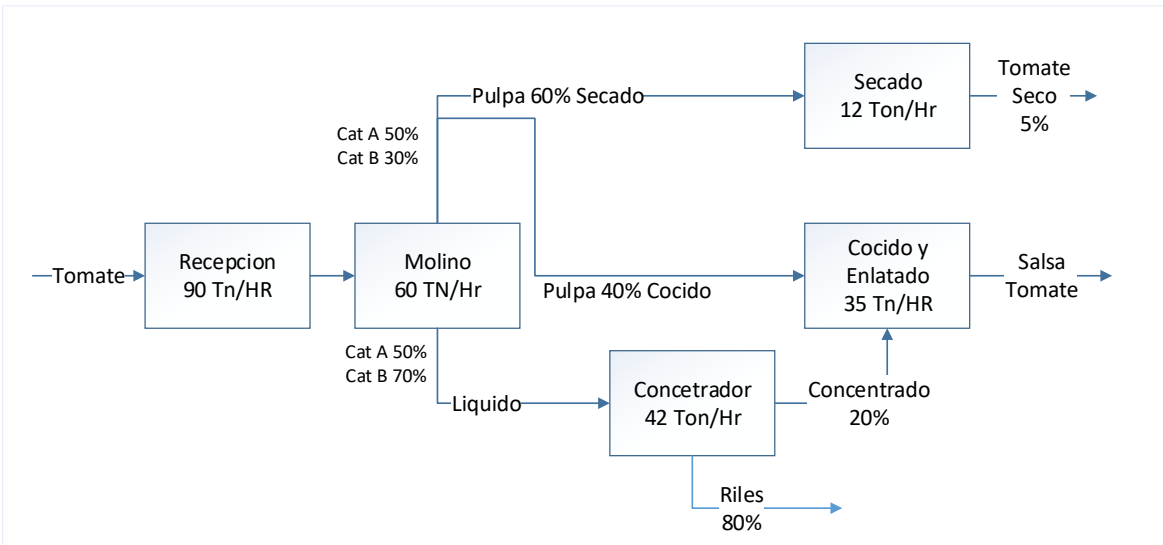 Pulpa 60% Secado
Secado
12 Ton/Hr
Tomate
Seco
5%
Cat A 50%
Cat B 30%
Tomate
Recepcion
90 Tn/HR
Molino
60 TN/Hr
Pulpa 40% Cocido
Cocido y
Enlatado
35 Tn/HR
Salsa
Tomate
Cat A 50%
Cat B 70%
Liquido
Concetrador
42 Ton/Hr
Concentrado
20%
Riles
80%